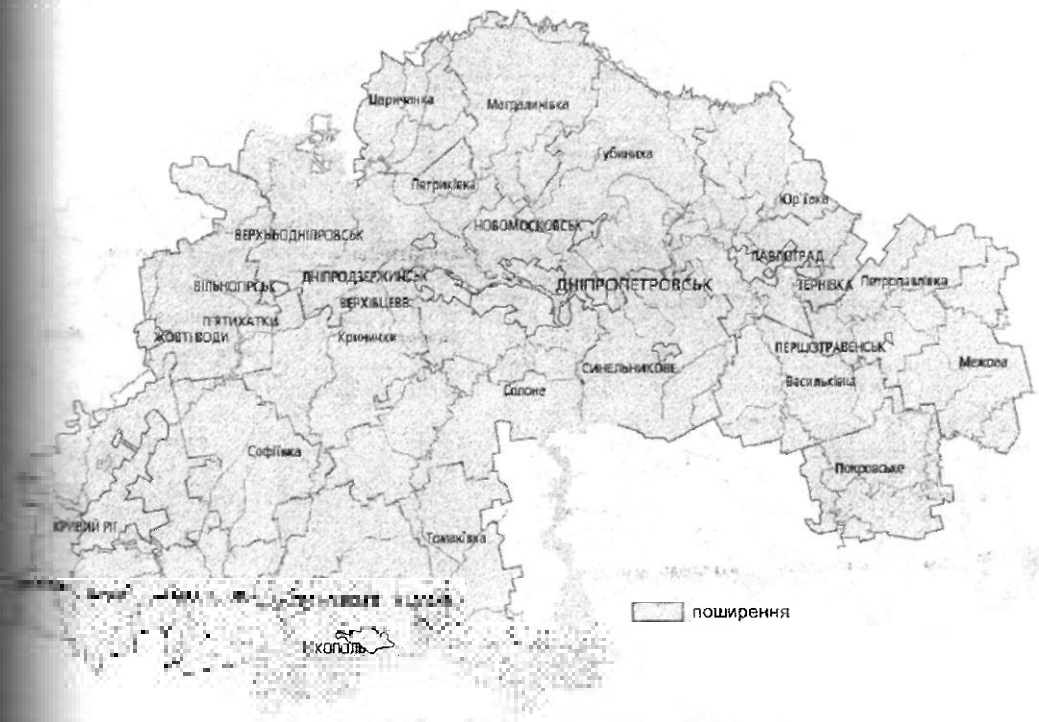 Царичанка
Магдалинівка
Губиниха
Петриківка
Юр'ївка
НОВОМОСКОВСЬК
ВЕРХНЬОДНІПРОВСЬК
ПАВЛОГРАД
ДНІПРОДЗЕРЖИНСЬК
ДНІПРОПЕТРОВСЬК
ТЕРНІВКА
Петропавлівка
ВІЛЬНОГІРСЬК
ВЕРХІВЦЕВЕ
П'ЯТИХАТКИ
ЖОВТІ ВОДИ
Кринички
ПЕРШОТРАВЕНСЬК
Межова
СИНЕЛЬНИКОВЕ
Васильківка
Солоне
Софіївка
Покровське
КРИВИЙ РІГ
Томаківка
поширення